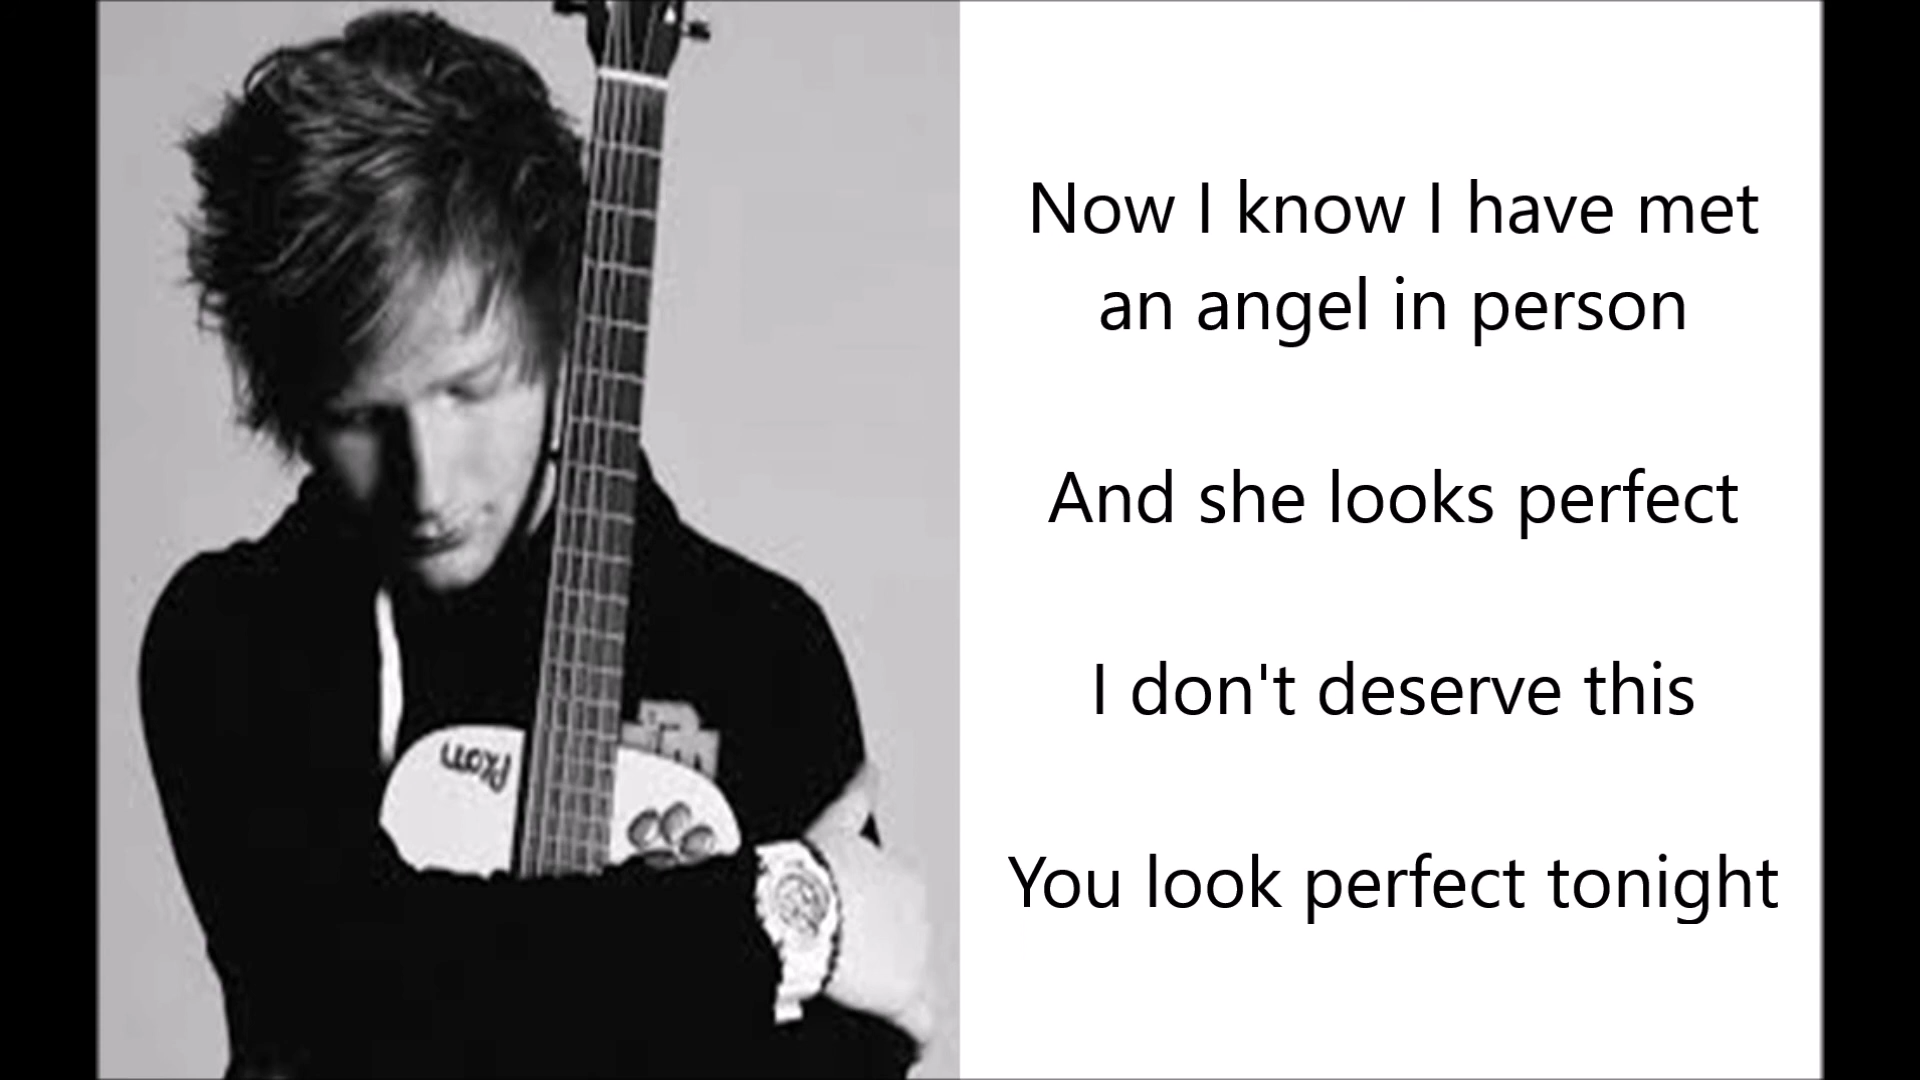 Now I know I have met
an angel in person
And she looks perfect
I don't deserve this
You look perfect tonight